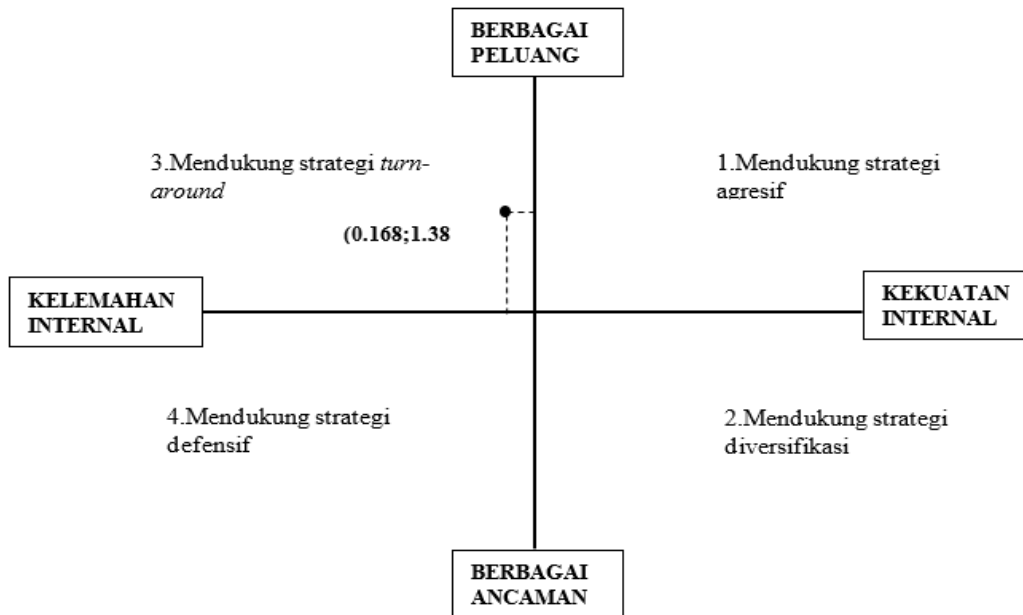 BERBAGAI
PELUANG
3.Mendukung strategi turn-
around
1.Mendukung strategi
agresif
(0.168;1.38
KELEMAHAN
INTERNAL
KEKUATAN
INTERNAL
4.Mendukung strategi
defensif
2.Mendukung strategi
diversifikasi
BERBAGAI
ANCAMAN